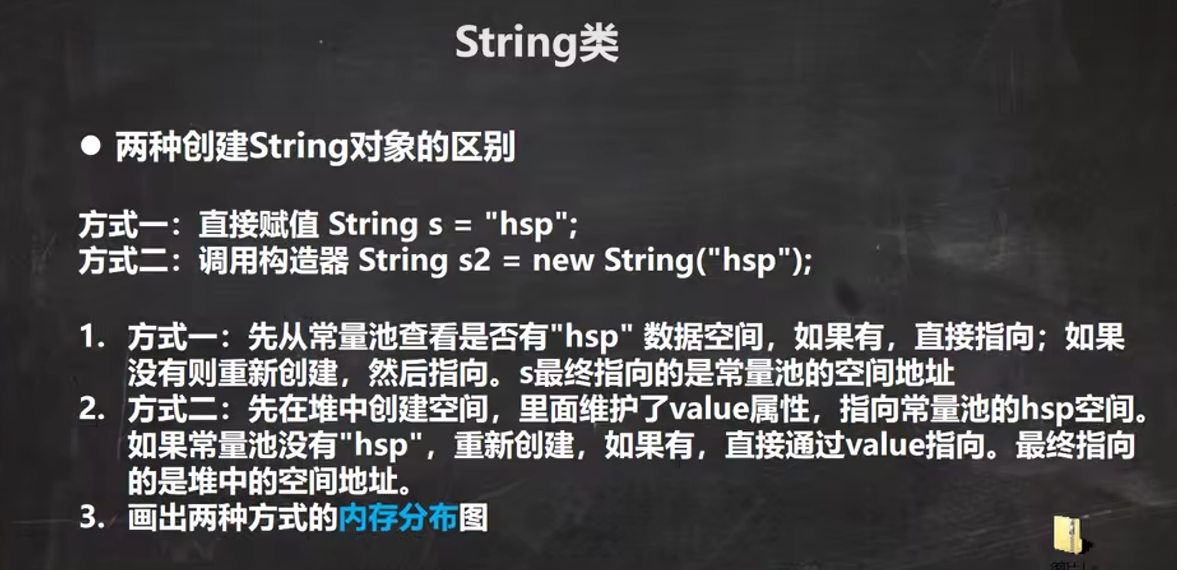 String类
● 两种创建String对象的区别
方式一：直接赋值 String s = "hsp";
方式二：调用构造器 String s2 = new String("hsp");
1. 方式一：先从常量池查看是否有"hsp" 数据空间，如果有，直接指向；如果
没有则重新创建，然后指向。s最终指向的是常量池的空间地址
2. 方式二：先在堆中创建空间，里面维护了value属性，指向常量池的hsp空间。
如果常量池没有"hsp"，重新创建，如果有，直接通过value指向。最终指向
的是堆中的空间地址。
3. 画出两种方式的内存分布图